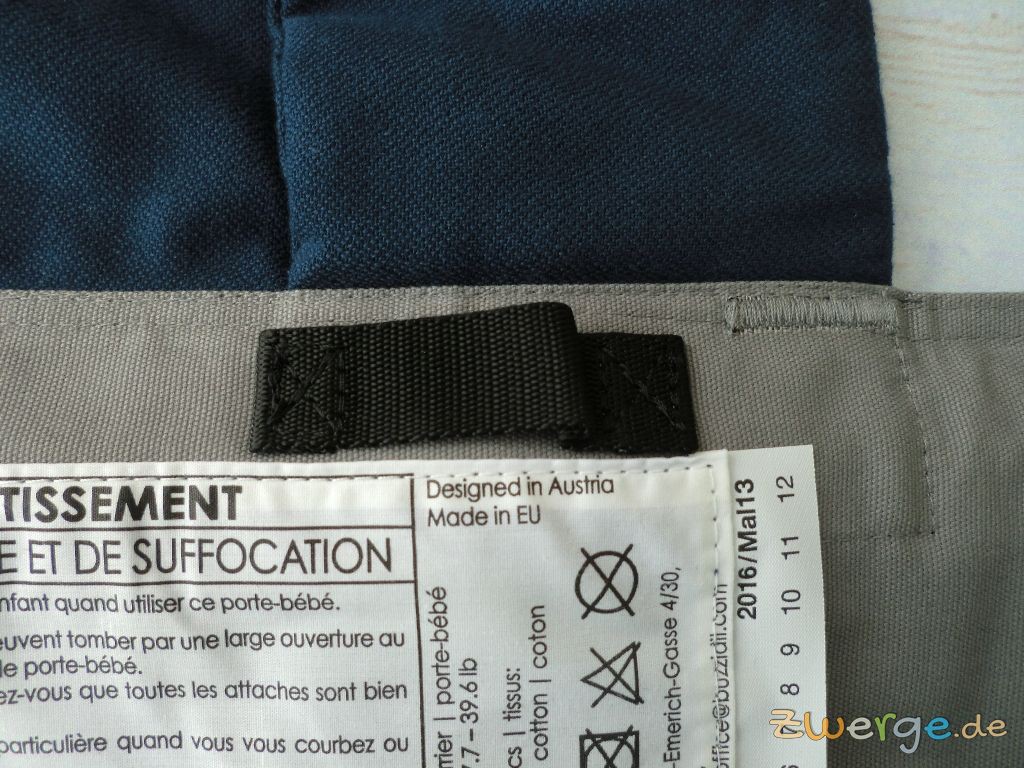 TISSEMENT
E ET DE SUFFOCATION
nfant quand utiliser ce porte-bébé.
euvent tomber par une large ouverture au
le porte-bébé.
ez-vous que toutes les attaches sont bien
particulière quand vous vous courbez ou
Designed in Austria
Made in EU
rier | porte-bébé
7.7 – 39.6 lb
cs | tissus:
cotton | coton
-Emerich-Gasse 4/30,
office@buzzidil.com
2016/Mal13
12
11
10
9
8
zwerge.de